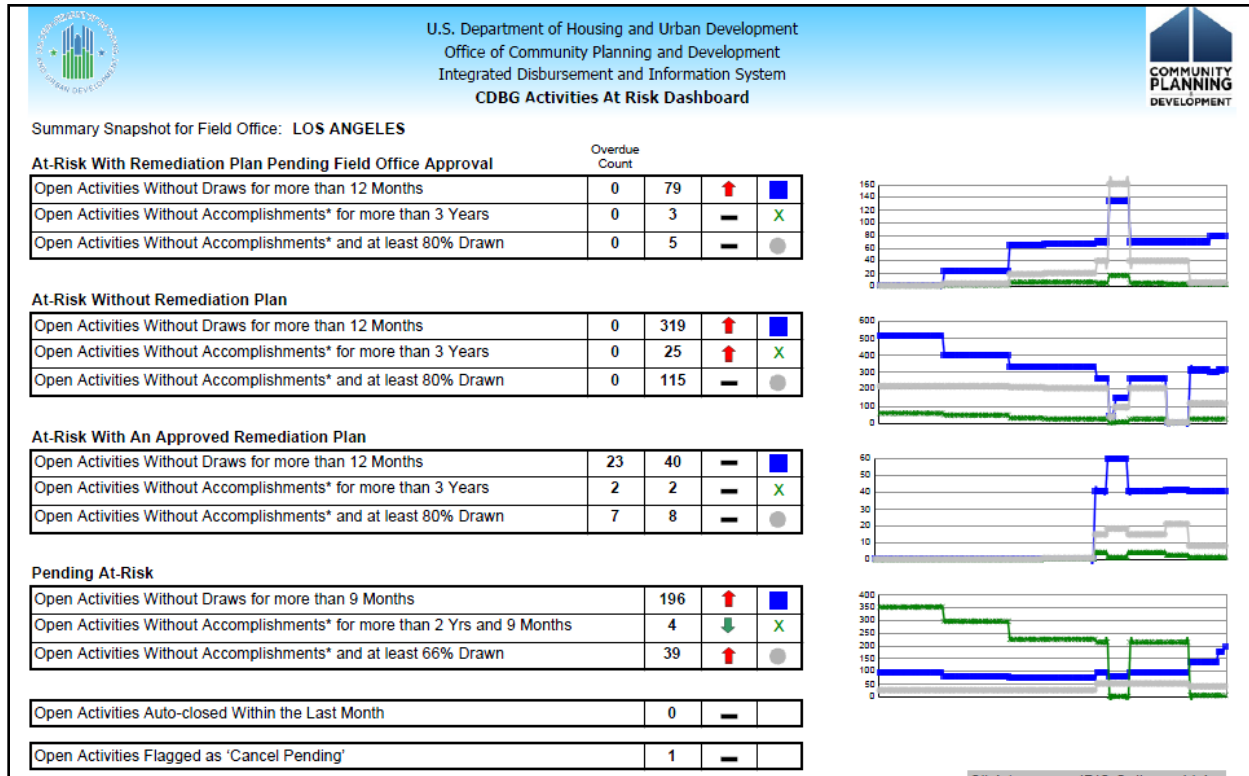 U.S. Department of Housing and Urban Development
Office of Community Planning and Development
Integrated Disbursement and Information System
CDBG Activities At Risk Dashboard
COMMUNITY
PLANNING
DEVELOPMENT
Summary Snapshot for Field Office: LOS ANGELES
At-Risk With Remediation Plan Pending Field Office Approval Overdue Count
Open Activities Without Draws for more than 12 Months 0 79
Open Activities Without Accomplishments* for more than 3 Years 0 3 X
Open Activities Without Accomplishments* and at least 80% Drawn 0 5
160
140
120
100
80
60
40
20
0
At-Risk Without Remediation Plan
Open Activities Without Draws for more than 12 Months 0 319
Open Activities Without Accomplishments* for more than 3 Years 0 25 X
Open Activities Without Accomplishments* and at least 80% Drawn 0 115
600
500
400
300
200
100
0
At-Risk With An Approved Remediation Plan
Open Activities Without Draws for more than 12 Months 23 40
Open Activities Without Accomplishments* for more than 3 Years 2 2 X
Open Activities Without Accomplishments* and at least 80% Drawn 7 8
60
50
40
30
20
10
0
Pending At-Risk
Open Activities Without Draws for more than 9 Months 196
Open Activities Without Accomplishments* for more than 2 Yrs and 9 Months 4 X
Open Activities Without Accomplishments* and at least 66% Drawn 39
400
350
300
250
200
150
100
50
0
Open Activities Auto-closed Within the Last Month 0
Open Activities Flagged as 'Cancel Pending' 1